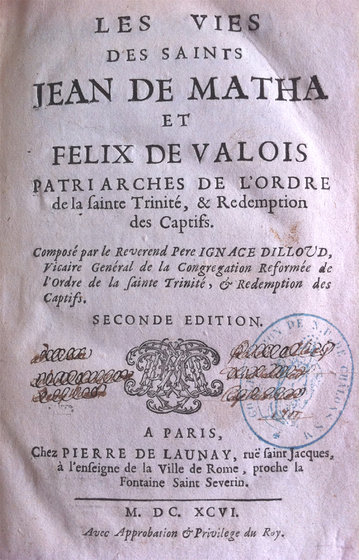 LES VIES
DES SAINTS
JEAN DE MATHA
ET
FELIX DE VALOIS
PATRIARCHES DE L'ORDRE
de la sainte Trinité, & Redemption
des Captifs.
Composé par le Reverend Pere IGNACE DILLOUD,
Vicaire Genéral de la Congregation Reformée de
l'Ordre de la sainte Trinité, & Redemption des
Captifs.
SECONDE EDITION.
A PARIS,
Chez PIERRE DE LAUNAY, ruë saint Jacques,
à l'enseigne de la Ville de Rome, proche la
Fontaine Saint Severin.
M. DC. XCVI.
Avec Approbation & Privilege du Roy.